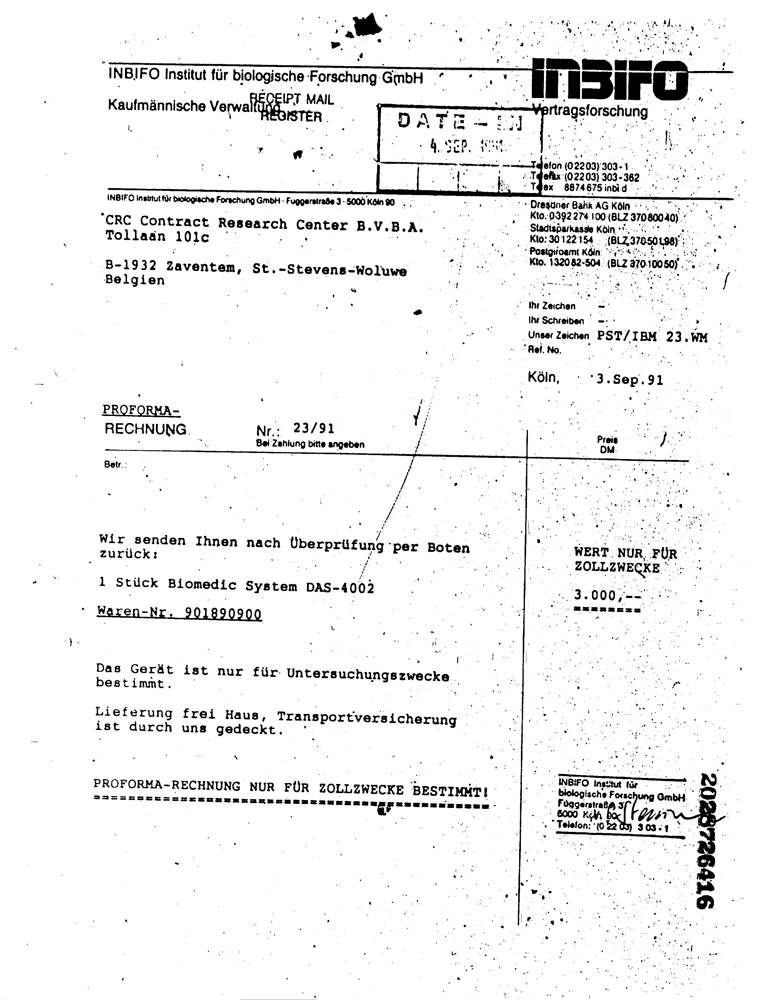 INBIFO Institut für biologische Forschung GmbH
INBIFO
Kaufmännische Verwaltung
RECEIPT MAIL
REGISTER
Vertragsforschung
DATE - IN
4. SEP.
Telefon (02203) 303-1
Telefax (02203) 303-362
Telex 8874675 inbi d
INBIFO Institut für biologische Forschung GmbH · Fuggerstraße 3 · 5000 Köln 90
Dresdner Bank AG Köln
Kto. 0392 274 100 (BLZ 370 800 40)
Stadtsparkasse Köln
Kto: 30 122 154 (BLZ 370 501 98)
Postgiroamt Köln
Kto. 1320 82-504 (BLZ 370 100 50)
CRC Contract Research Center B.V.B.A.
Tollaan 101c
B-1932 Zaventem, St.-Stevens-Woluwe
Belgien
Ihr Zeichen –
Ihr Schreiben –
Unser Zeichen PST/IBM 23.WM
Ref. No.
Köln, 3.Sep.91
PROFORMA-
RECHNUNG Nr.: 23/91
Bei Zahlung bitte angeben
Preis
DM
Betr.:
Wir senden Ihnen nach Überprüfung per Boten
zurück:
WERT NUR FÜR
ZOLLZWECKE
1 Stück Biomedic System DAS-4002
3.000,--
========
Waren-Nr. 901890900
Das Gerät ist nur für Untersuchungszwecke
bestimmt.
Lieferung frei Haus, Transportversicherung
ist durch uns gedeckt.
PROFORMA-RECHNUNG NUR FÜR ZOLLZWECKE BESTIMMT!
==============================================
INBIFO Institut für
biologische Forschung GmbH
Fuggerstraße 3
5000 Köln 90
Telefon: (0 22 03) 3 03 - 1
2028726416